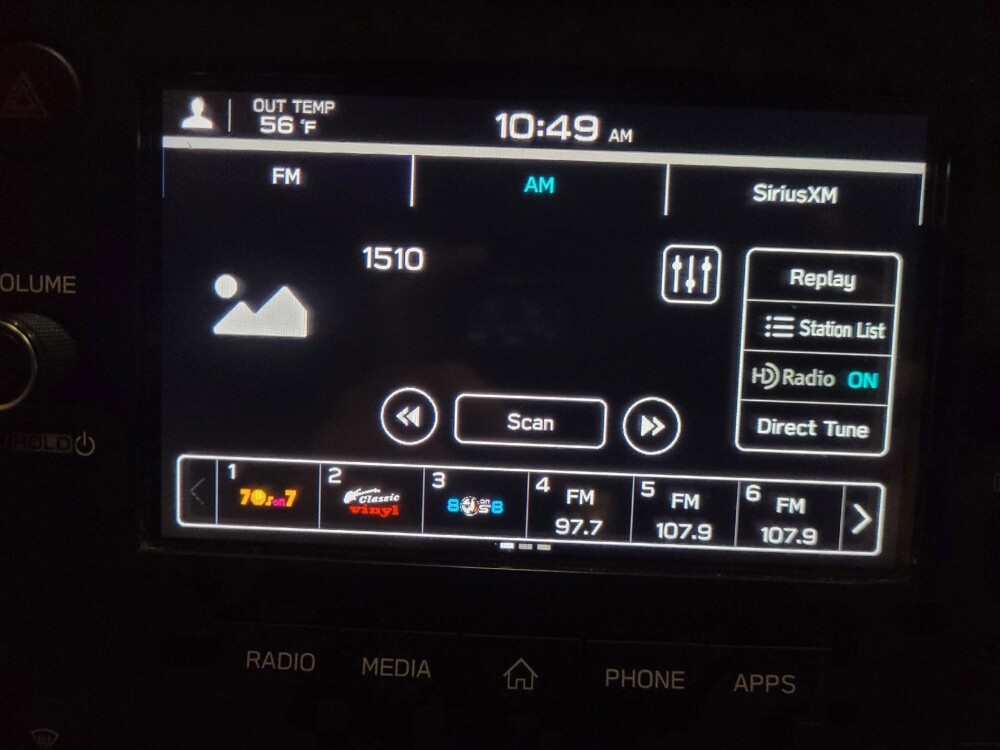 OUT TEMP
56 °F
10:49 AM
FM
AM
SiriusXM
1510
Replay
Station List
HD Radio ON
Direct Tune
Scan
1
70s on 7
2
Classic
vinyl
3
80s on 8
4
FM
97.7
5
FM
107.9
6
FM
107.9
OLUME
HOLD
RADIO
MEDIA
PHONE
APPS